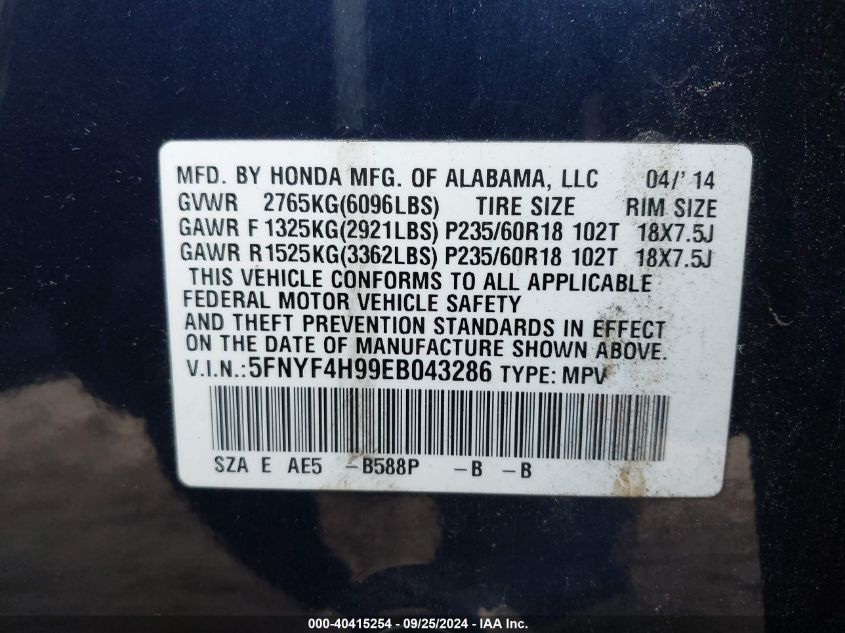 MFD. BY HONDA MFG. OF ALABAMA, LLC 04/'14
GVWR 2765KG(6096LBS) TIRE SIZE RIM SIZE
GAWR F 1325KG(2921LBS) P235/60R18 102T 18X7.5J
GAWR R1525KG(3362LBS) P235/60R18 102T 18X7.5J
THIS VEHICLE CONFORMS TO ALL APPLICABLE
FEDERAL MOTOR VEHICLE SAFETY
AND THEFT PREVENTION STANDARDS IN EFFECT
ON THE DATE OF MANUFACTURE SHOWN ABOVE.
V.I.N.:5FNYF4H99EB043286 TYPE: MPV
SZA E AE5 -B588P -B -B
000-40415254 - 09/25/2024 - IAA Inc.